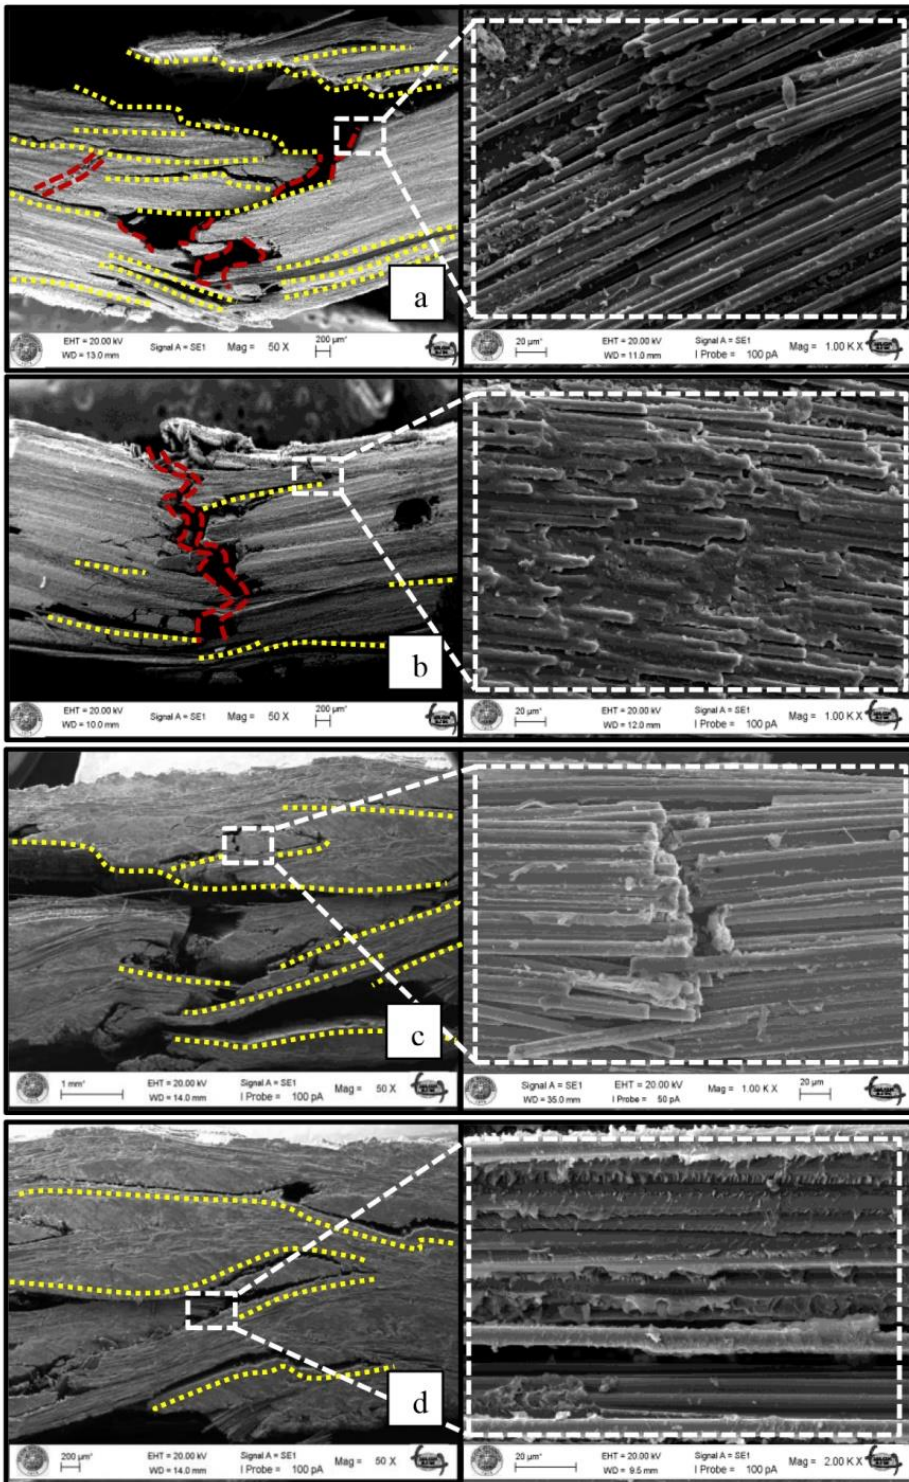 a
EHT = 20.00 kV Signal A = SE1 Mag = 50 X 200 µm*
WD = 13.0 mm
20 µm* EHT = 20.00 kV Signal A = SE1 Mag = 1.00 K X
WD = 11.0 mm I Probe = 100 pA
b
EHT = 20.00 kV Signal A = SE1 Mag = 50 X 200 µm*
WD = 10.0 mm
20 µm* EHT = 20.00 kV Signal A = SE1 Mag = 1.00 K X
WD = 12.0 mm I Probe = 100 pA
c
1 mm* EHT = 20.00 kV Signal A = SE1 Mag = 50 X
WD = 14.0 mm I Probe = 100 pA
Signal A = SE1 EHT = 20.00 kV Mag = 1.00 K X 20 µm*
WD = 35.0 mm I Probe = 50 pA
d
200 µm* EHT = 20.00 kV Signal A = SE1 Mag = 50 X
WD = 14.0 mm I Probe = 100 pA
20 µm* EHT = 20.00 kV Signal A = SE1 Mag = 2.00 K X
WD = 9.5 mm I Probe = 100 pA